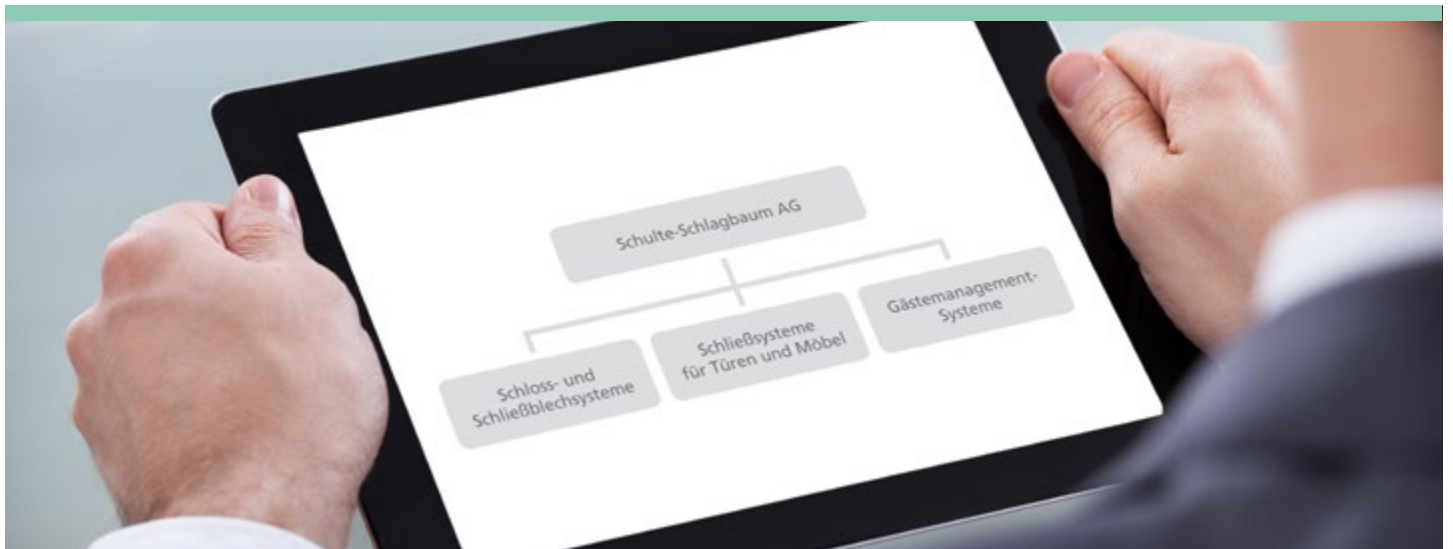 Schulte-Schlagbaum AG
Schloss- und
Schließblechsysteme
Schließsysteme
für Türen und Möbel
Gästemanagement-
Systeme